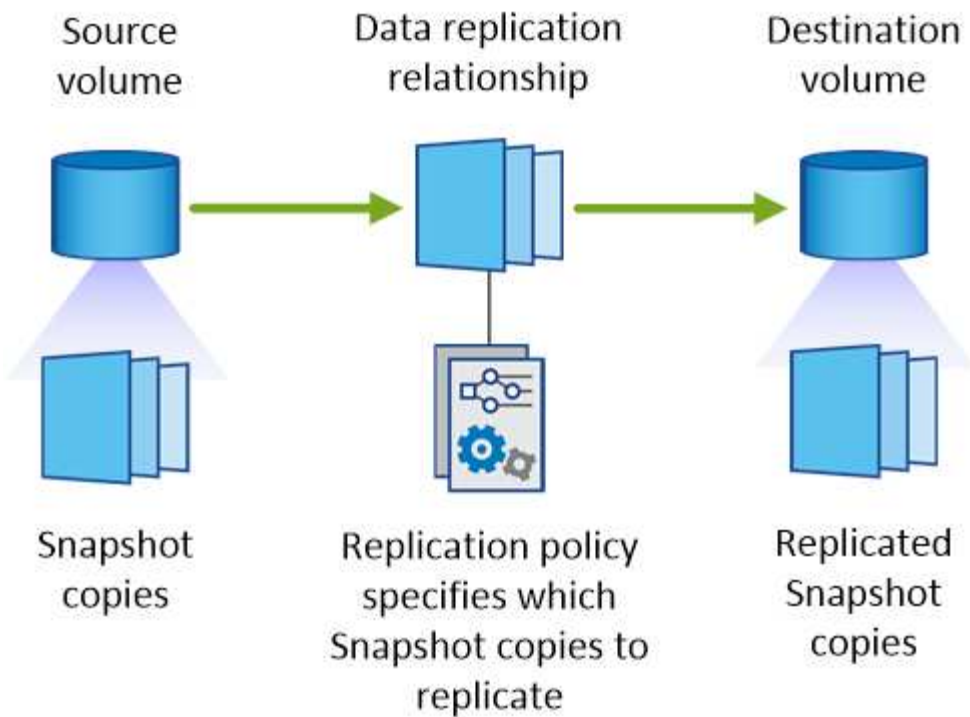 Source
volume
Data replication
relationship
Destination
volume
Snapshot
copies
Replication policy
specifies which
Snapshot copies to
replicate
Replicated
Snapshot
copies